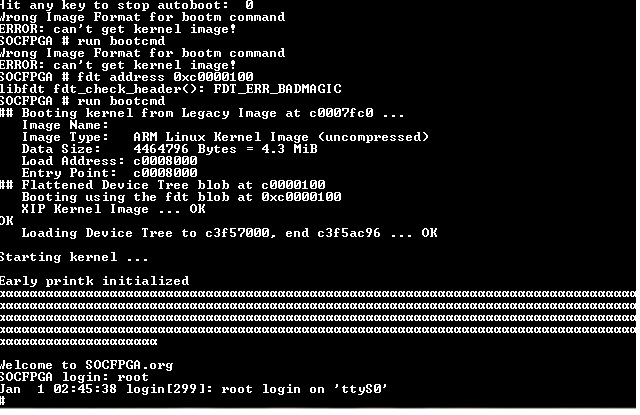 Hit any key to stop autoboot:  0
Wrong Image Format for bootm command
ERROR: can't get kernel image!
SOCFPGA # run bootcmd
Wrong Image Format for bootm command
ERROR: can't get kernel image!
SOCFPGA # fdt address 0xc0000100
libfdt fdt_check_header(): FDT_ERR_BADMAGIC
SOCFPGA # run bootcmd
## Booting kernel from Legacy Image at c0007fc0 ...
   Image Name:
   Image Type:   ARM Linux Kernel Image (uncompressed)
   Data Size:    4464796 Bytes = 4.3 MiB
   Load Address: c0008000
   Entry Point:  c0008000
## Flattened Device Tree blob at c0000100
   Booting using the fdt blob at 0xc0000100
   XIP Kernel Image ... OK
OK
   Loading Device Tree to c3f57000, end c3f5ac96 ... OK
Starting kernel ...
Early printk initialized
Welcome to SOCFPGA.org
SOCFPGA login: root
Jan  1 02:45:38 login[299]: root login on 'ttyS0'
#